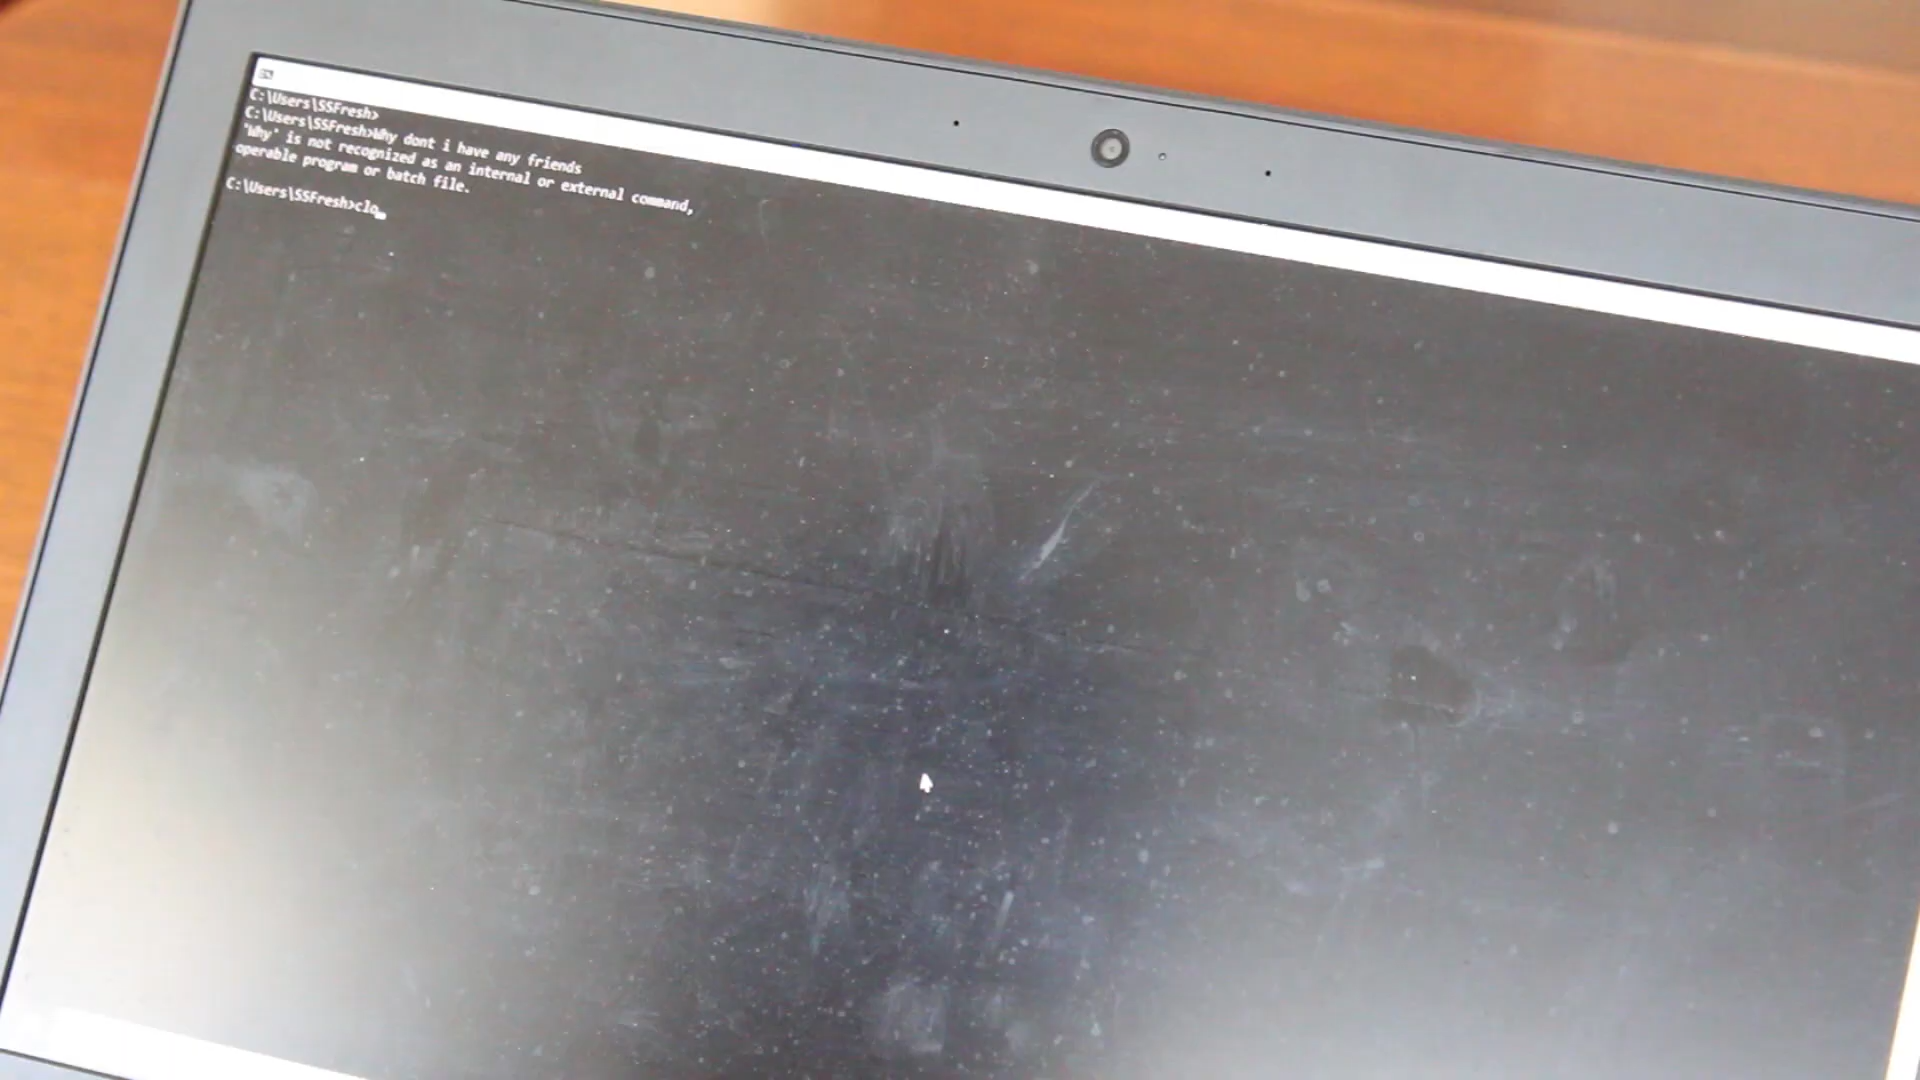 C:\Users\SSFresh>
C:\Users\SSFresh>Why dont i have any friends
'Why' is not recognized as an internal or external command,
operable program or batch file.
C:\Users\SSFresh>clo